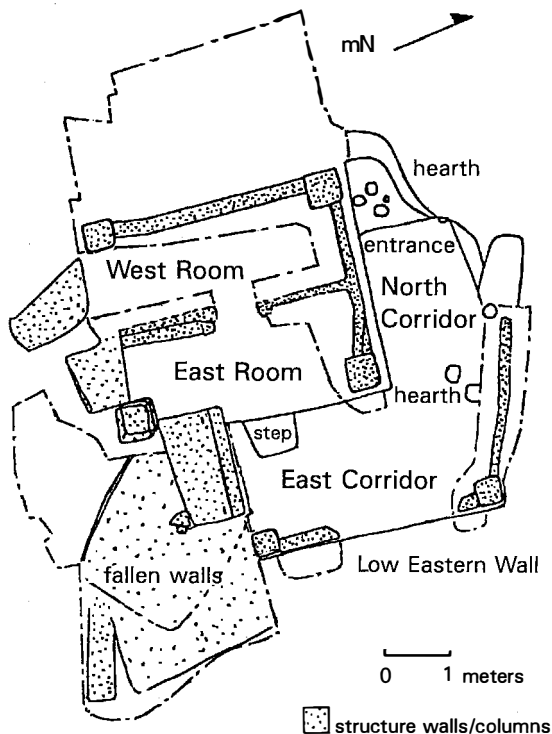 mN
hearth
entrance
West Room
North
Corridor
East Room
hearth
step
East Corridor
Low Eastern Wall
fallen walls
0 1 meters
structure walls/columns